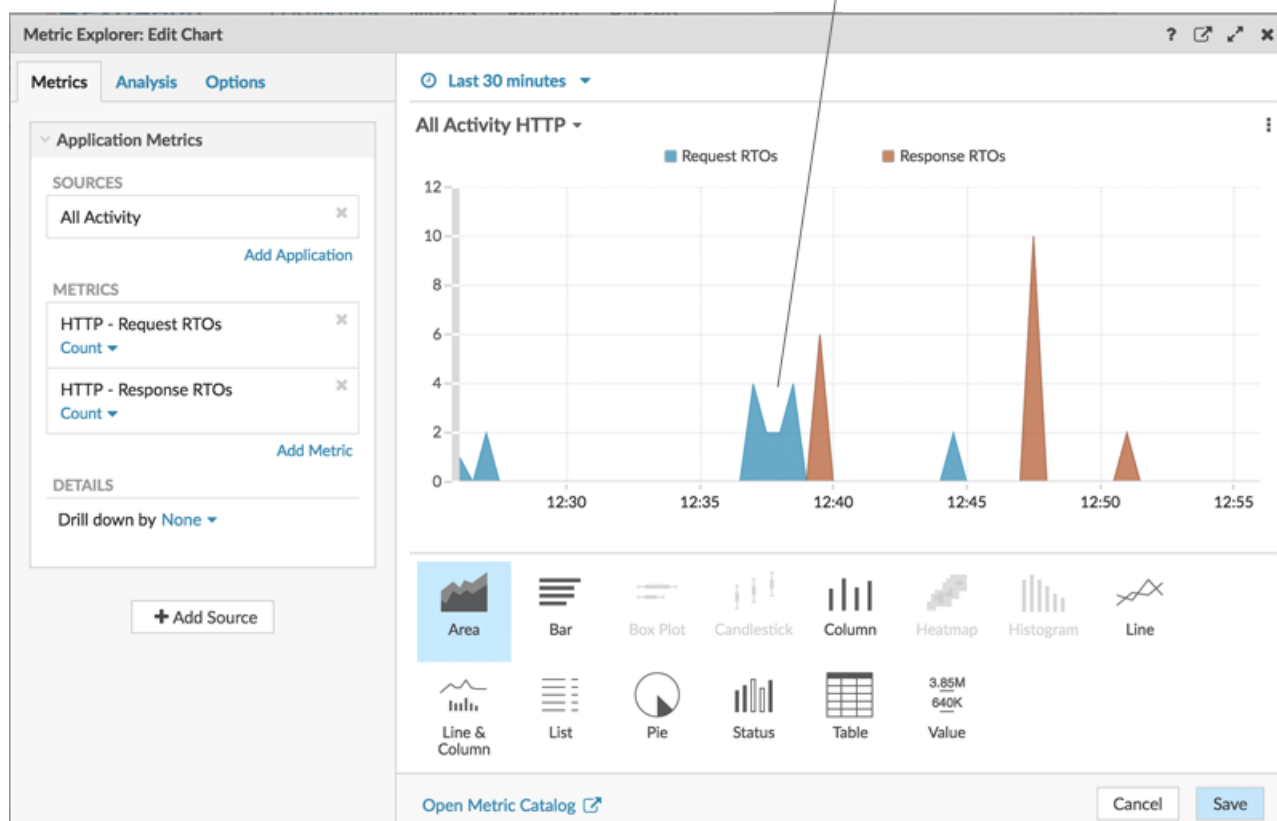 Metric Explorer: Edit Chart
?
Metrics Analysis Options
Application Metrics
SOURCES
All Activity
Add Application
METRICS
HTTP - Request RTOs
Count
HTTP - Response RTOs
Count
Add Metric
DETAILS
Drill down by None
+ Add Source
Last 30 minutes
All Activity HTTP
Request RTOs Response RTOs
12
10
8
6
4
2
0
12:30 12:35 12:40 12:45 12:50 12:55
Area Bar Box Plot Candlestick Column Heatmap Histogram Line
3.85M
640K
Line & Column List Pie Status Table Value
Open Metric Catalog
Cancel Save